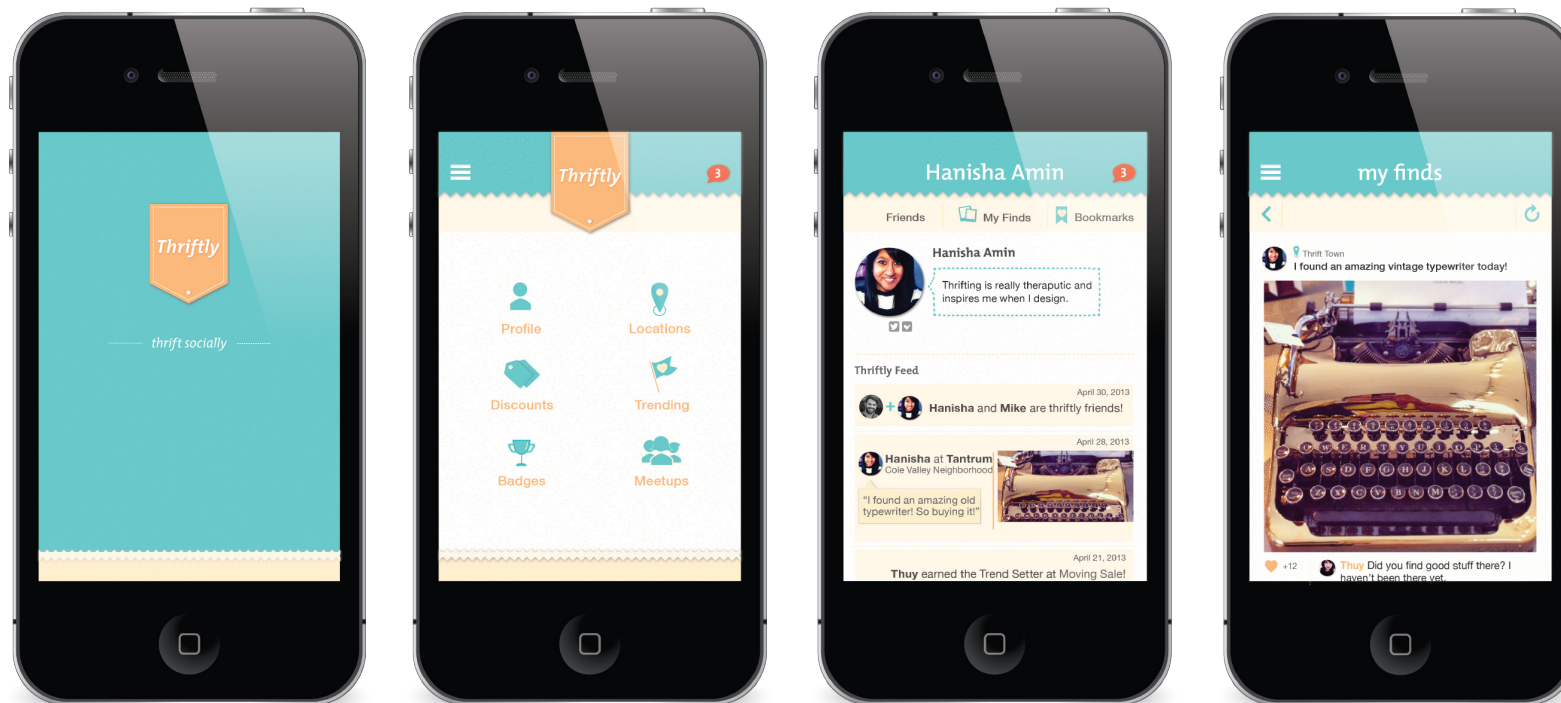 Thriftly
thrift socially
Thriftly
3
Profile
Locations
Discounts
Trending
Badges
Meetups
Hanisha Amin
3
Friends
My Finds
Bookmarks
Hanisha Amin
Thrifting is really theraputic and
inspires me when I design.
Thriftly Feed
April 30, 2013
Hanisha and Mike are thriftly friends!
April 28, 2013
Hanisha at Tantrum
Cole Valley Neighborhood
"I found an amazing old
typewriter! So buying it!"
April 21, 2013
Thuy earned the Trend Setter at Moving Sale!
my finds
Thrift Town
I found an amazing vintage typewriter today!
W E R T Y U I O P
A S D F G H J K L
Z X C V B N M
+12
Thuy Did you find good stuff there? I
haven't been there yet.